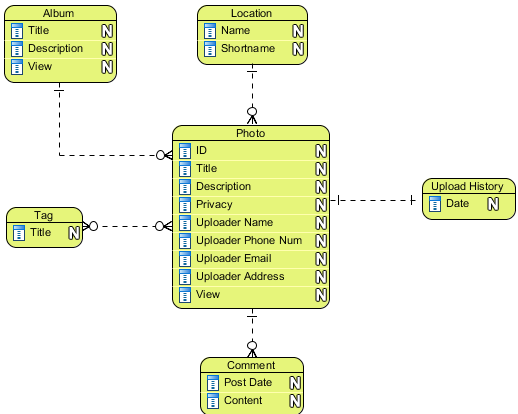 Album
Title N
Description N
View N
Location
Name N
Shortname N
Photo
ID N
Title N
Description N
Privacy N
Uploader Name N
Uploader Phone Num N
Uploader Email N
Uploader Address N
View N
Upload History
Date N
Tag
Title N
Comment
Post Date N
Content N